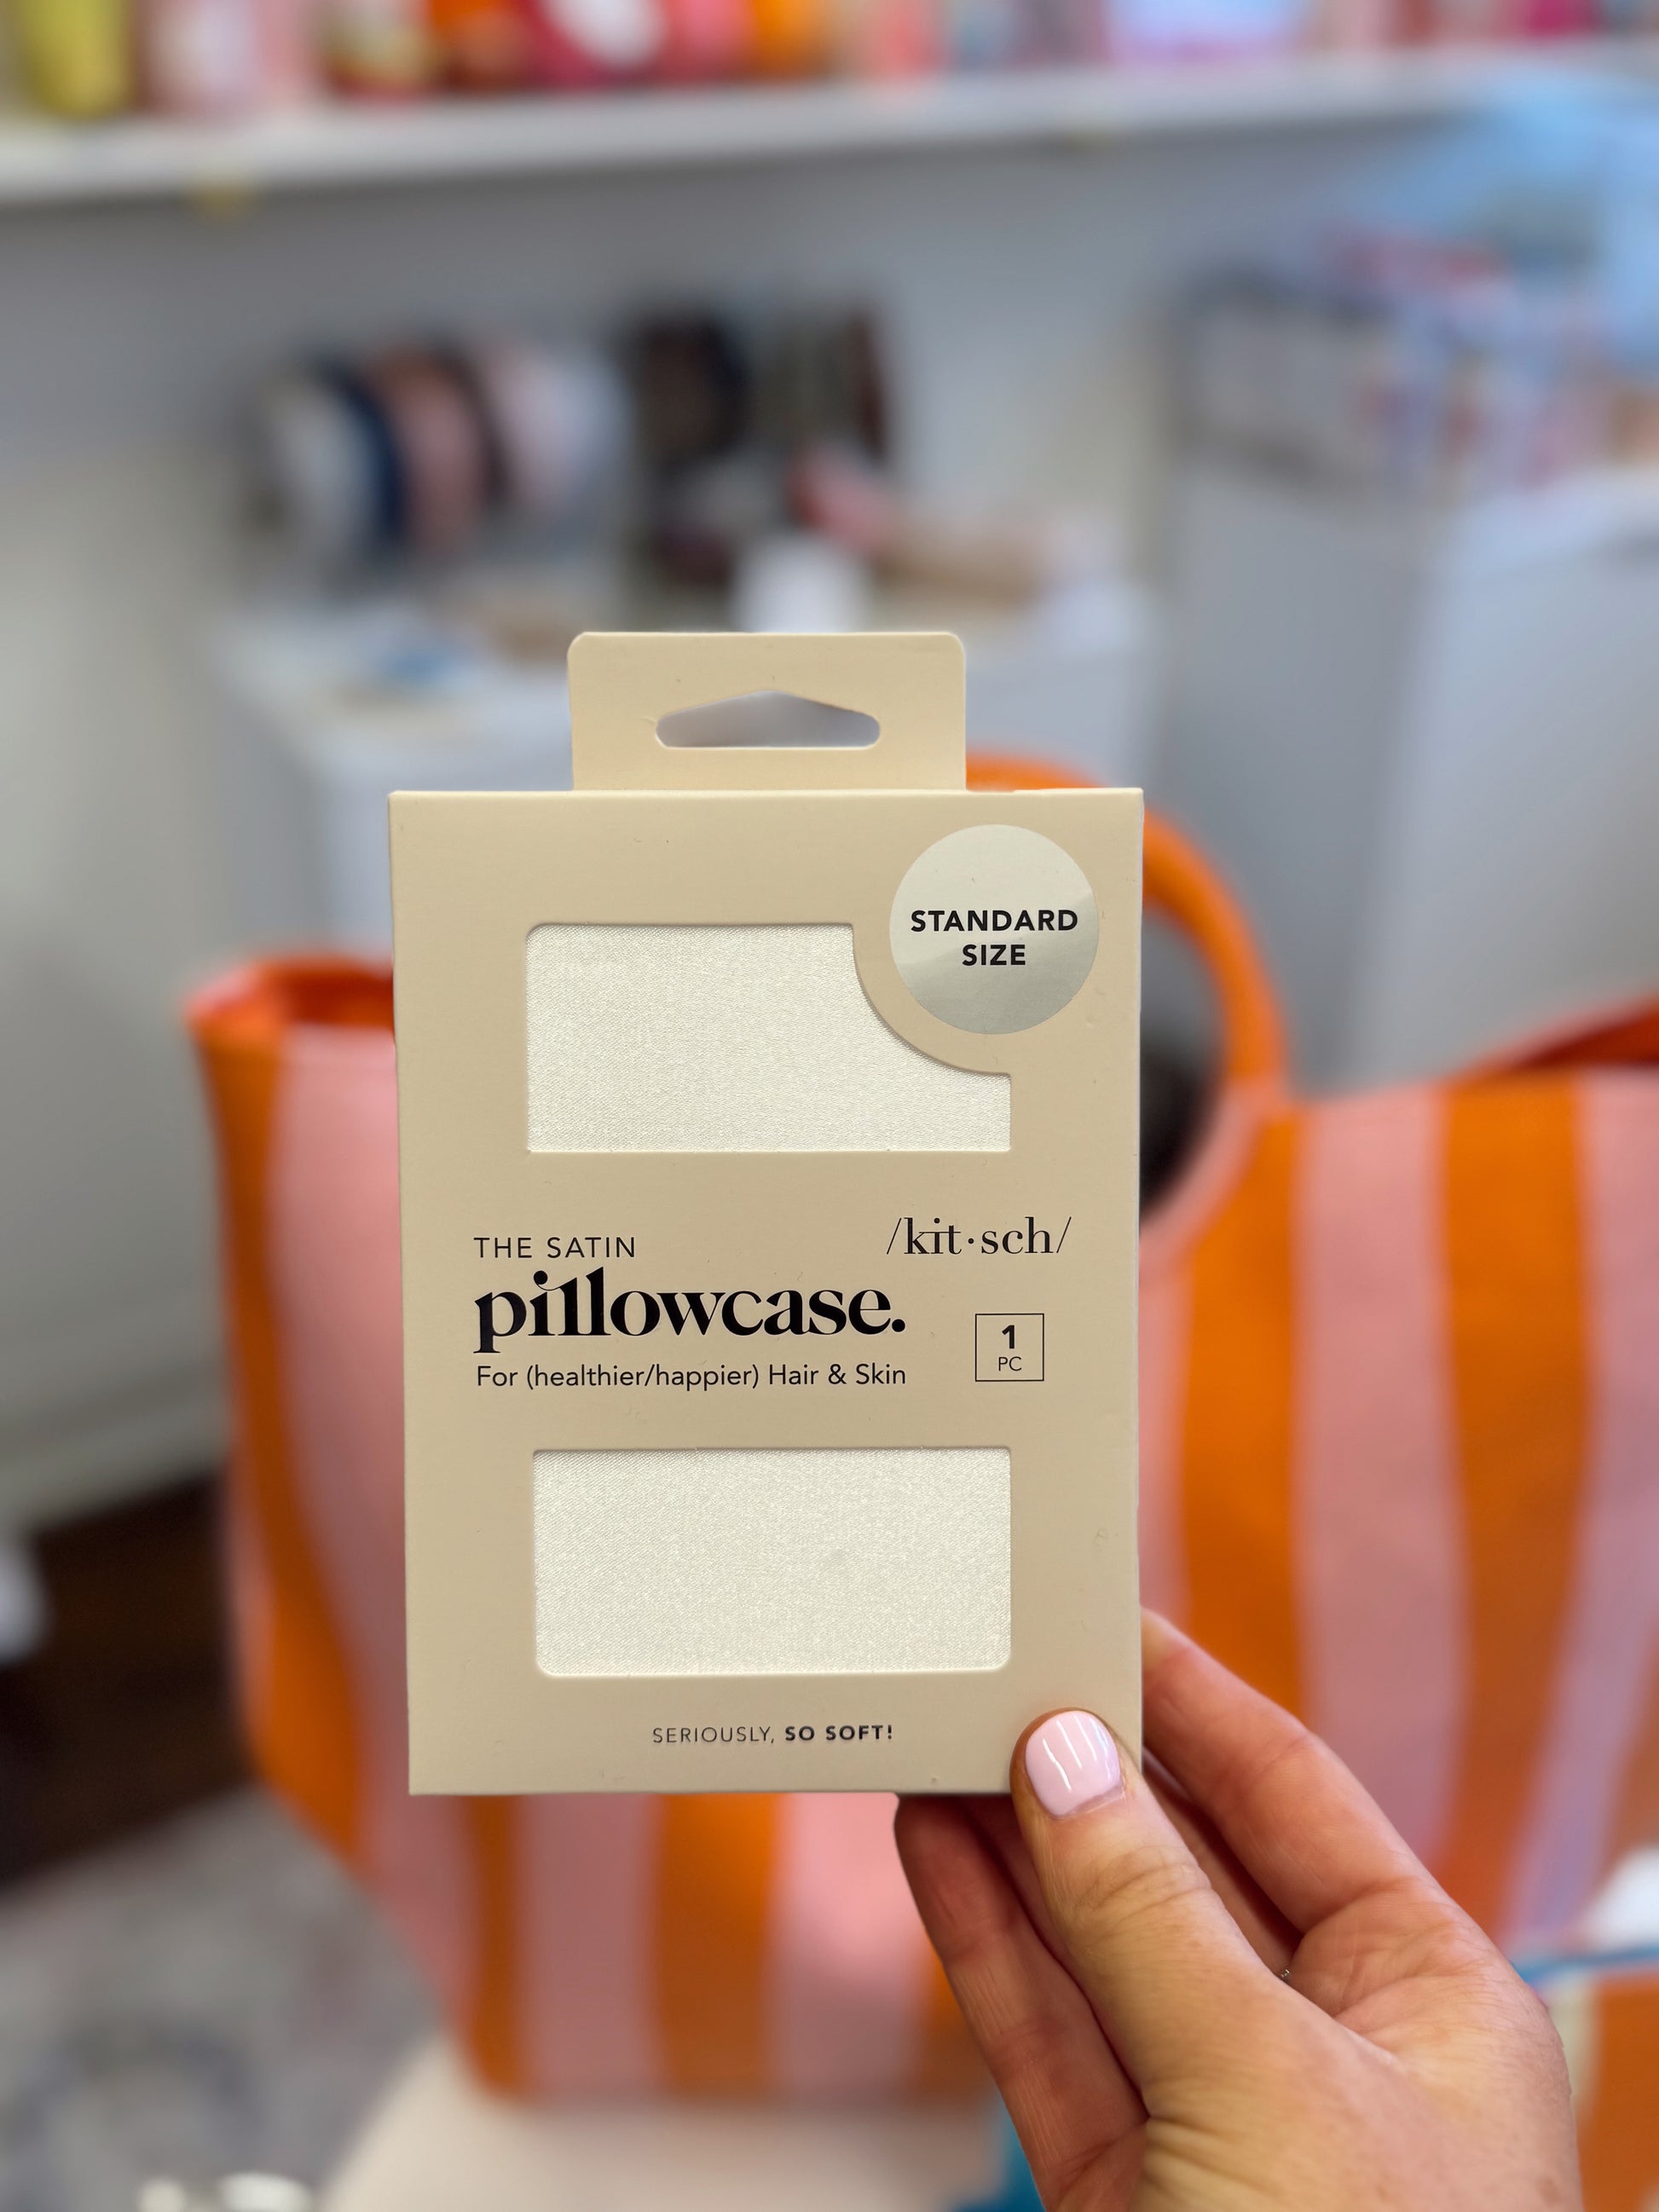 STANDARD
SIZE
THE SATIN
/kit·sch/
pillowcase.
1
PC
For (healthier/happier) Hair & Skin
SERIOUSLY, SO SOFT!